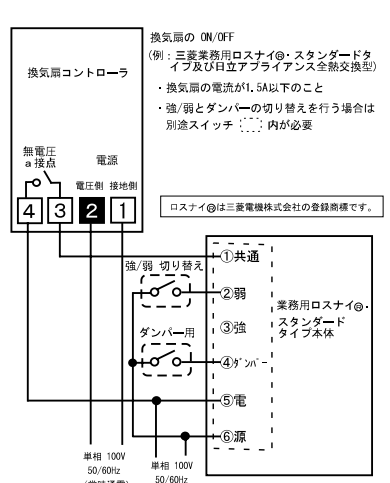 換気扇の ON/OFF
(例：三菱業務用ロスナイ®・スタンダードタ
イプ及び日立アプライアンス全熱交換型)
・換気扇の電流が1.5A以下のこと
・強/弱とダンパーの切り替えを行う場合は
別途スイッチ 内が必要
換気扇コントローラ
無電圧
a 接点
電源
電圧側 接地側
4 3 2 1
ロスナイ®は三菱電機株式会社の登録商標です。
強/弱 切り替え
ダンパー用
①共通
②弱
③強
④ダンパー
⑤電
⑥源
業務用ロスナイ®・
スタンダード
タイプ本体
単相 100V
50/60Hz
(常時通電)
単相 100V
50/60Hz